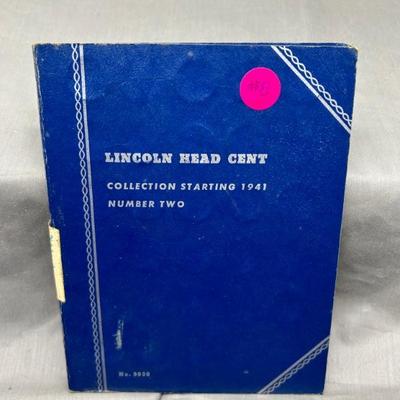 LINCOLN HEAD CENT
COLLECTION STARTING 1941
NUMBER TWO